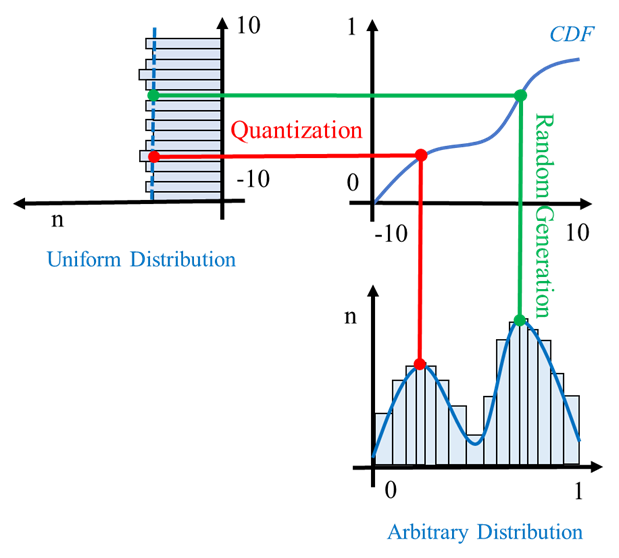 10
1
CDF
Quantization
Random Generation
-10
0
n
-10
10
Uniform Distribution
n
0
1
Arbitrary Distribution